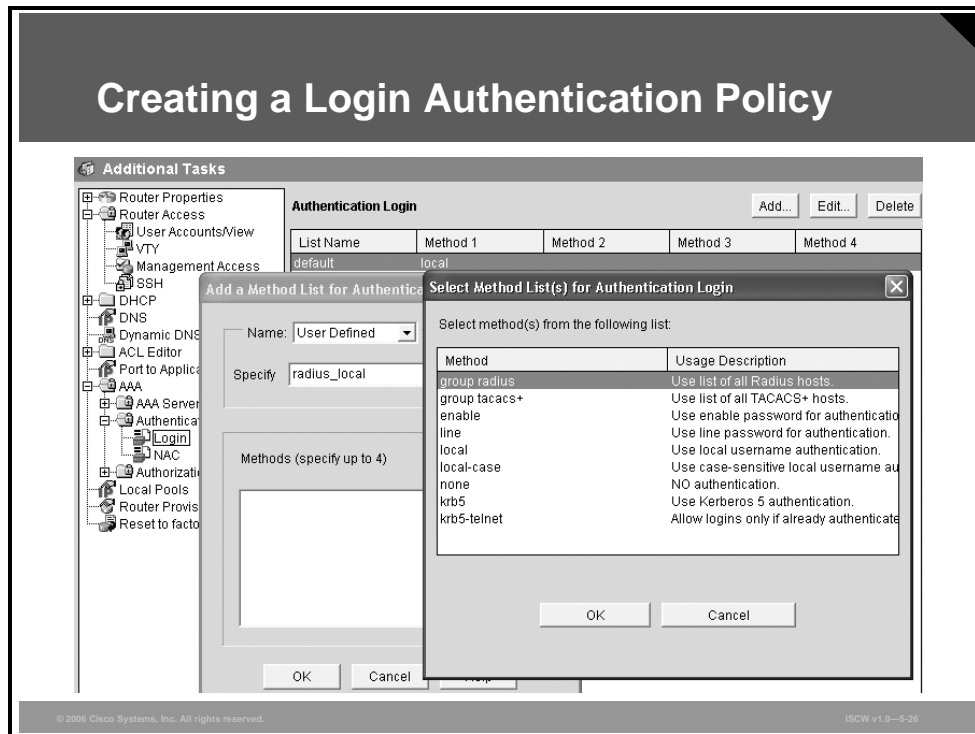 Creating a Login Authentication Policy
Additional Tasks
Router Properties
Router Access
User Accounts/View
VTY
Management Access
SSH
DHCP
DNS
Dynamic DNS
ACL Editor
Port to Applica
AAA
AAA Server
Authentica
Login
NAC
Authorizati
Local Pools
Router Provis
Reset to facto
Authentication Login
Add... Edit... Delete
List Name Method 1 Method 2 Method 3 Method 4
default local
Add a Method List for Authentica
Name: User Defined
Specify radius_local
Methods (specify up to 4)
OK Cancel
Select Method List(s) for Authentication Login
Select method(s) from the following list:
Method Usage Description
group radius Use list of all Radius hosts.
group tacacs+ Use list of all TACACS+ hosts.
enable Use enable password for authenticatio
line Use line password for authentication.
local Use local username authentication.
local-case Use case-sensitive local username au
none NO authentication.
krb5 Use Kerberos 5 authentication.
krb5-telnet Allow logins only if already authenticate
OK Cancel
© 2006 Cisco Systems, Inc. All rights reserved. ISCW v1.0—5-26